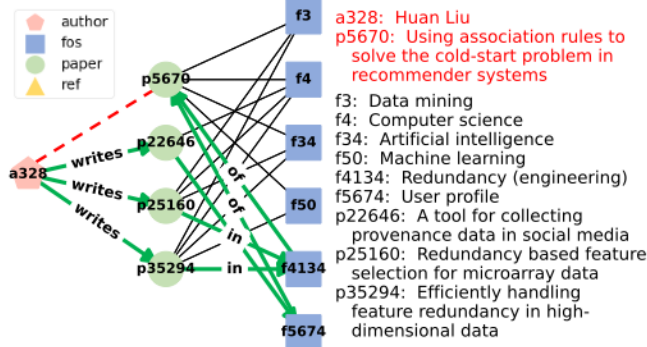 author
fos
paper
ref
a328
p5670
p22646
p25160
p35294
f3
f4
f34
f50
f4134
f5674
writes
writes
writes
of
of
in
in
a328: Huan Liu
p5670: Using association rules to
solve the cold-start problem in
recommender systems
f3: Data mining
f4: Computer science
f34: Artificial intelligence
f50: Machine learning
f4134: Redundancy (engineering)
f5674: User profile
p22646: A tool for collecting
provenance data in social media
p25160: Redundancy based feature
selection for microarray data
p35294: Efficiently handling
feature redundancy in high-
dimensional data